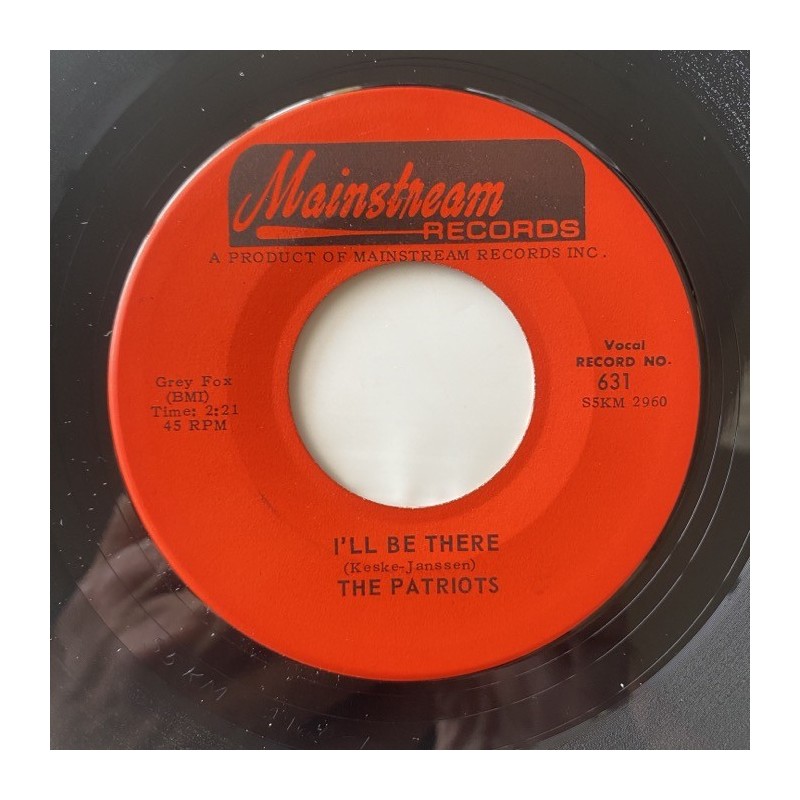 Mainstream
RECORDS
A PRODUCT OF MAINSTREAM RECORDS INC.
Grey Fox
(BMI)
Time: 2:21
45 RPM
Vocal
RECORD NO.
631
S5KM 2960
I'LL BE THERE
(Keske-Janssen)
THE PATRIOTS